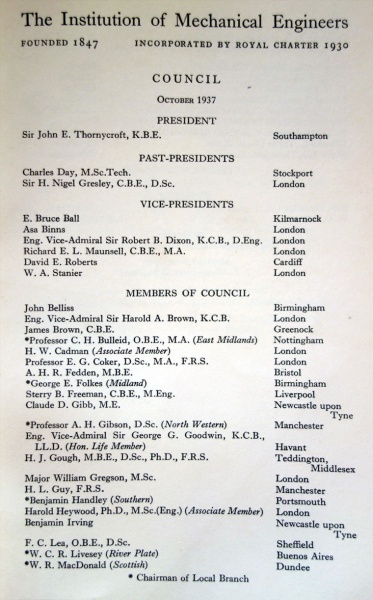 The Institution of Mechanical Engineers
FOUNDED 1847 INCORPORATED BY ROYAL CHARTER 1930
COUNCIL
OCTOBER 1937
PRESIDENT
Sir John E. Thornycroft, K.B.E. Southampton
PAST-PRESIDENTS
Charles Day, M.Sc.Tech. Stockport
Sir H. Nigel Gresley, C.B.E., D.Sc. London
VICE-PRESIDENTS
E. Bruce Ball Kilmarnock
Asa Binns London
Eng. Vice-Admiral Sir Robert B. Dixon, K.C.B., D.Eng. London
Richard E. L. Maunsell, C.B.E., M.A. London
David E. Roberts Cardiff
W. A. Stanier London
MEMBERS OF COUNCIL
John Belliss Birmingham
Eng. Vice-Admiral Sir Harold A. Brown, K.C.B. London
James Brown, C.B.E. Greenock
*Professor C. H. Bulleid, O.B.E., M.A. (East Midlands) Nottingham
H. W. Cadman (Associate Member) London
Professor E. G. Coker, D.Sc., M.A., F.R.S. London
A. H. R. Fedden, M.B.E. Bristol
*George E. Folkes (Midland) Birmingham
Sterry B. Freeman, C.B.E., M.Eng. Liverpool
Claude D. Gibb, M.E. Newcastle upon
Tyne
*Professor A. H. Gibson, D.Sc. (North Western) Manchester
Eng. Vice-Admiral Sir George G. Goodwin, K.C.B.,
LL.D. (Hon. Life Member) Havant
H. J. Gough, M.B.E., D.Sc., Ph.D., F.R.S. Teddington,
Middlesex
Major William Gregson, M.Sc. London
H. L. Guy, F.R.S. Manchester
*Benjamin Handley (Southern) Portsmouth
Harold Heywood, Ph.D., M.Sc.(Eng.) (Associate Member) London
Benjamin Irving Newcastle upon
Tyne
F. C. Lea, O.B.E., D.Sc. Sheffield
*W. C. R. Livesey (River Plate) Buenos Aires
*W. R. MacDonald (Scottish) Dundee
* Chairman of Local Branch